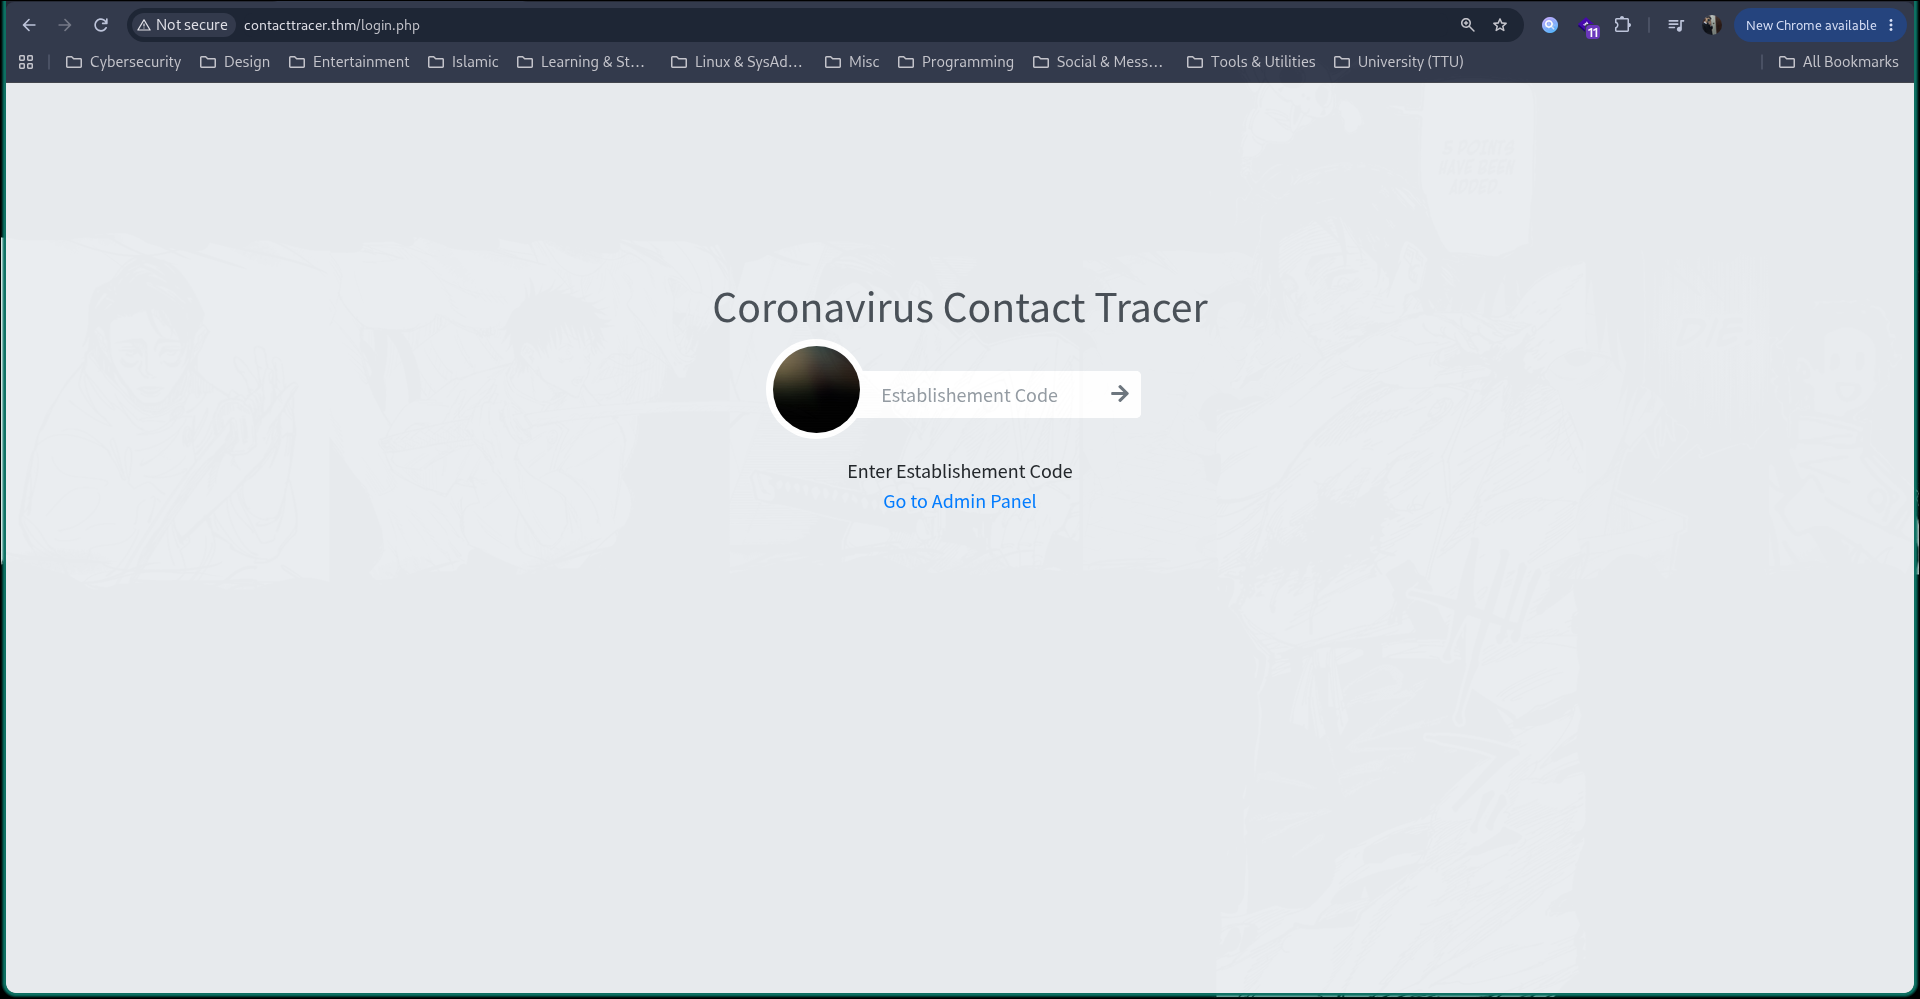 Not secure contacttracer.thm/login.php 11 New Chrome available
Cybersecurity Design Entertainment Islamic Learning & St... Linux & SysAd... Misc Programming Social & Mess... Tools & Utilities University (TTU) All Bookmarks
Coronavirus Contact Tracer
Establishement Code
Enter Establishement Code
Go to Admin Panel